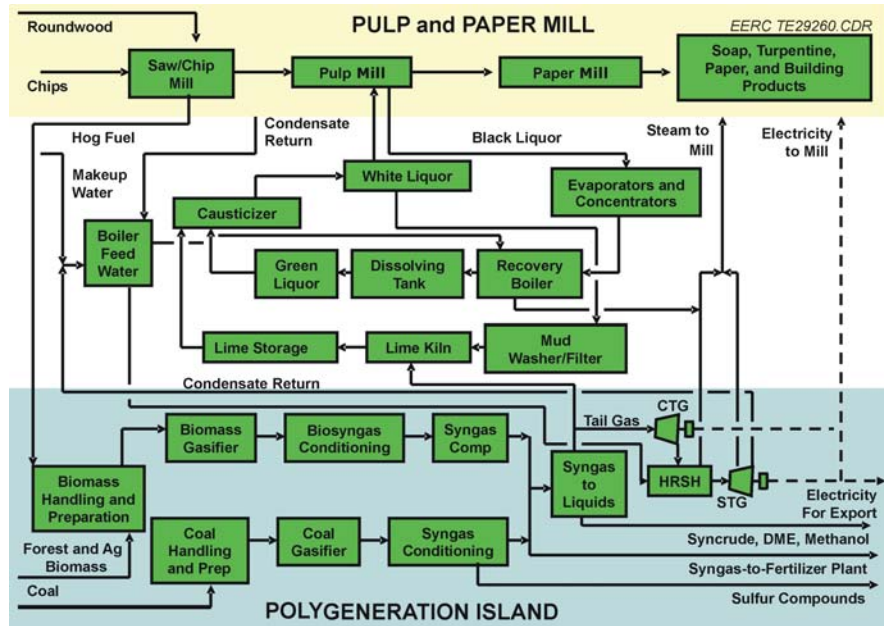 PULP and PAPER MILL
EERC TE29260.CDR
Roundwood
Chips
Saw/Chip
Mill
Pulp Mill
Paper Mill
Soap, Turpentine,
Paper, and Building
Products
Hog Fuel
Condensate
Return
Black Liquor
Steam to
Mill
Electricity
to Mill
Makeup
Water
White Liquor
Evaporators and
Concentrators
Causticizer
Boiler
Feed
Water
Green
Liquor
Dissolving
Tank
Recovery
Boiler
Lime Storage
Lime Kiln
Mud
Washer/Filter
Condensate Return
CTG
Tail Gas
Biomass
Gasifier
Biosyngas
Conditioning
Syngas
Comp
Biomass
Handling and
Preparation
Syngas
to
Liquids
HRSH
STG
Electricity
For Export
Coal
Handling
and Prep
Coal
Gasifier
Syngas
Conditioning
Forest and Ag
Biomass
Coal
Syncrude, DME, Methanol
Syngas-to-Fertilizer Plant
Sulfur Compounds
POLYGENERATION ISLAND